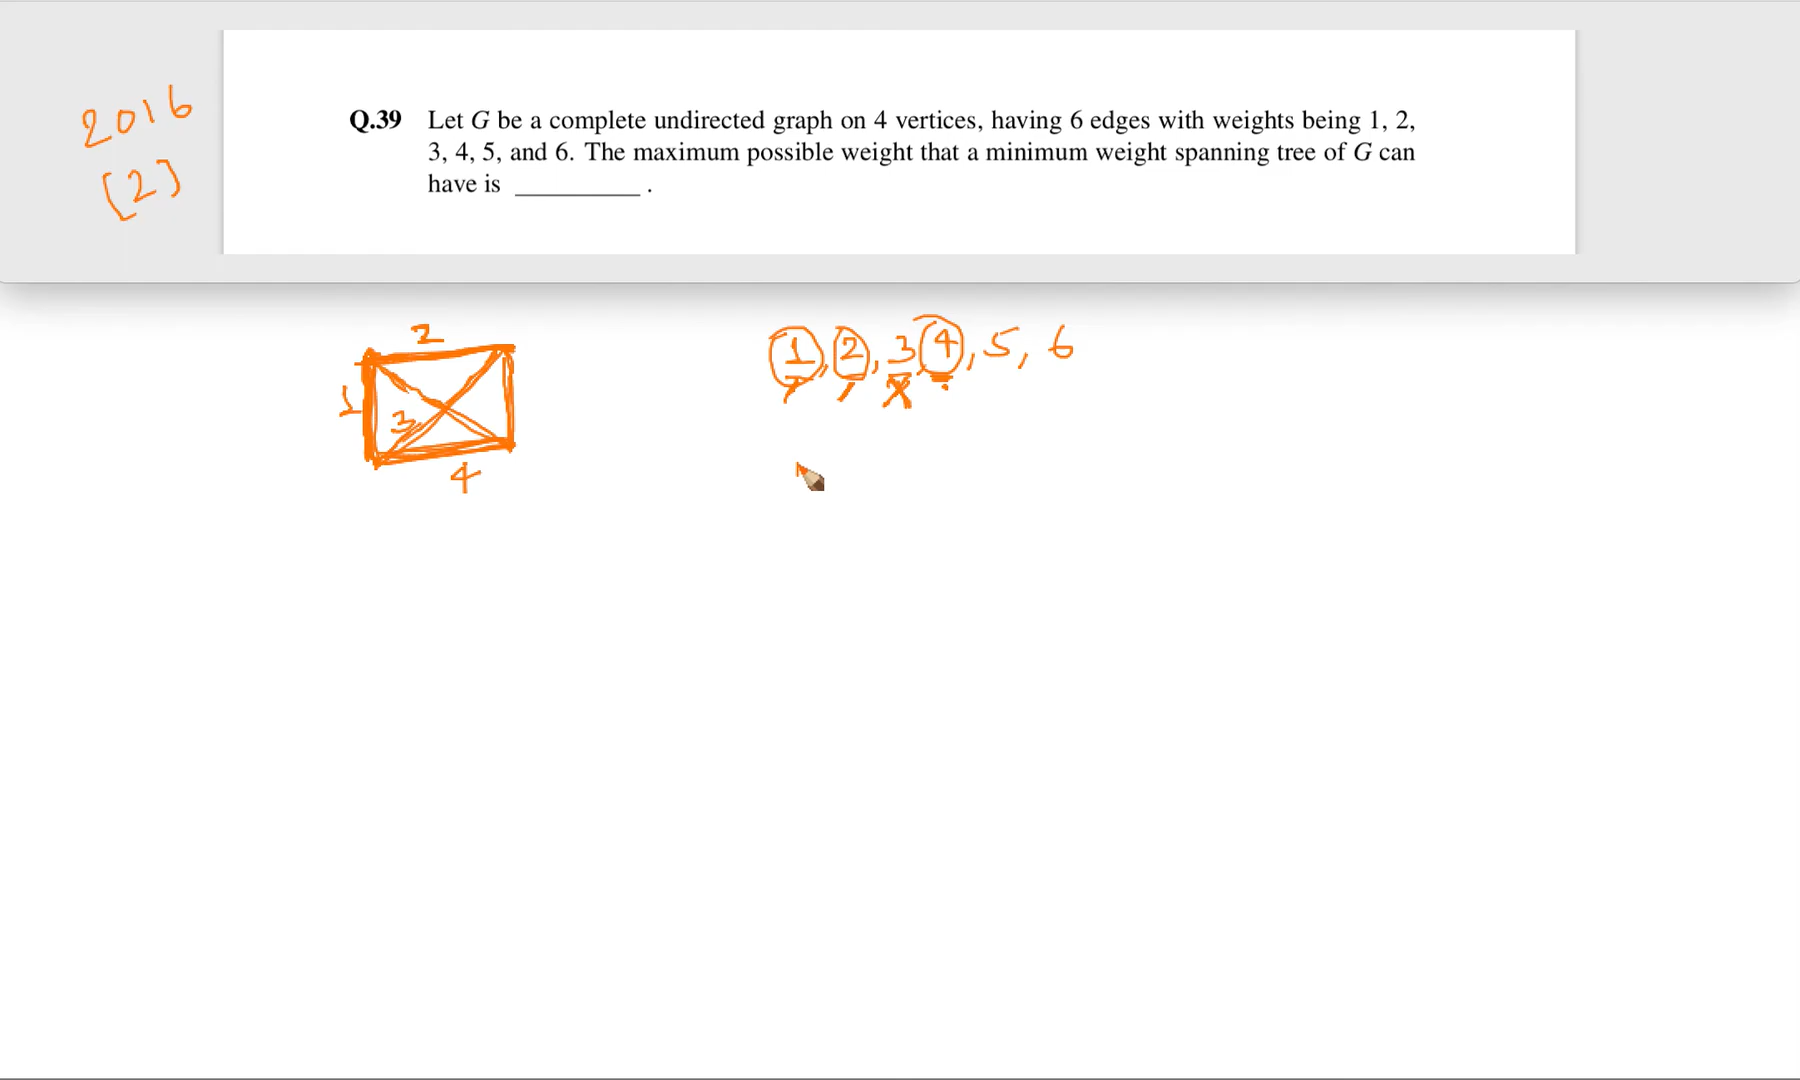 2016
[2]
Q.39 Let G be a complete undirected graph on 4 vertices, having 6 edges with weights being 1, 2,
3, 4, 5, and 6. The maximum possible weight that a minimum weight spanning tree of G can
have is __________ .
2
1
3
4
1, 2, 3, 4, 5, 6
x